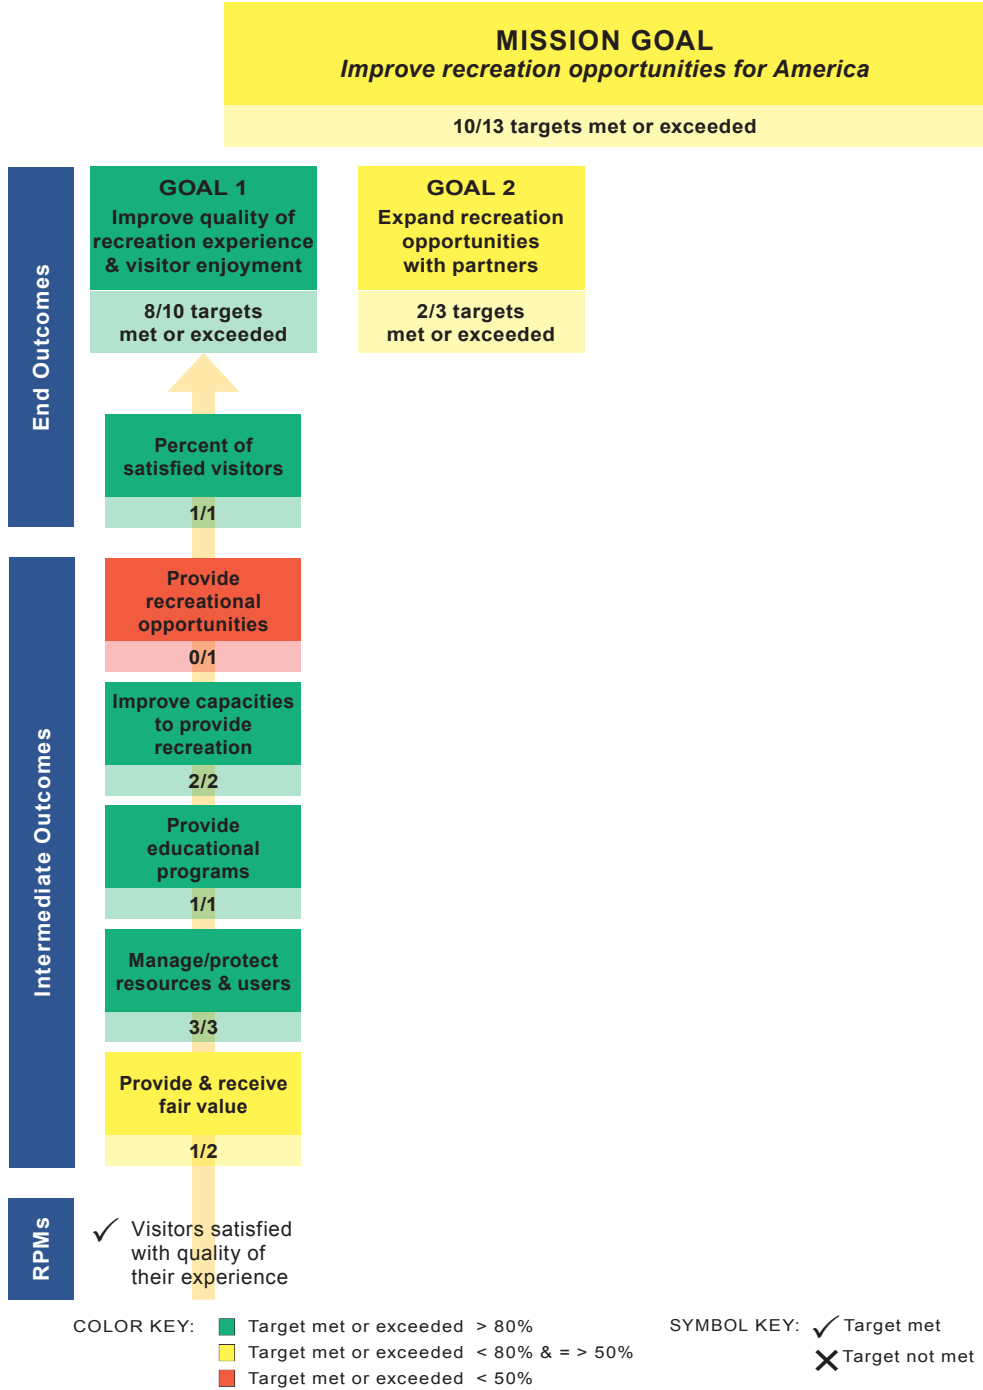 MISSION GOAL
Improve recreation opportunities for America
10/13 targets met or exceeded
End Outcomes
GOAL 1
Improve quality of
recreation experience
& visitor enjoyment
8/10 targets
met or exceeded
GOAL 2
Expand recreation
opportunities
with partners
2/3 targets
met or exceeded
Percent of
satisfied visitors
1/1
Intermediate Outcomes
Provide
recreational
opportunities
0/1
Improve capacities
to provide
recreation
2/2
Provide
educational
programs
1/1
Manage/protect
resources & users
3/3
Provide & receive
fair value
1/2
RPMs
✓ Visitors satisfied
with quality of
their experience
COLOR KEY:
Target met or exceeded > 80%
Target met or exceeded < 80% & = > 50%
Target met or exceeded < 50%
SYMBOL KEY: ✓ Target met
✕ Target not met